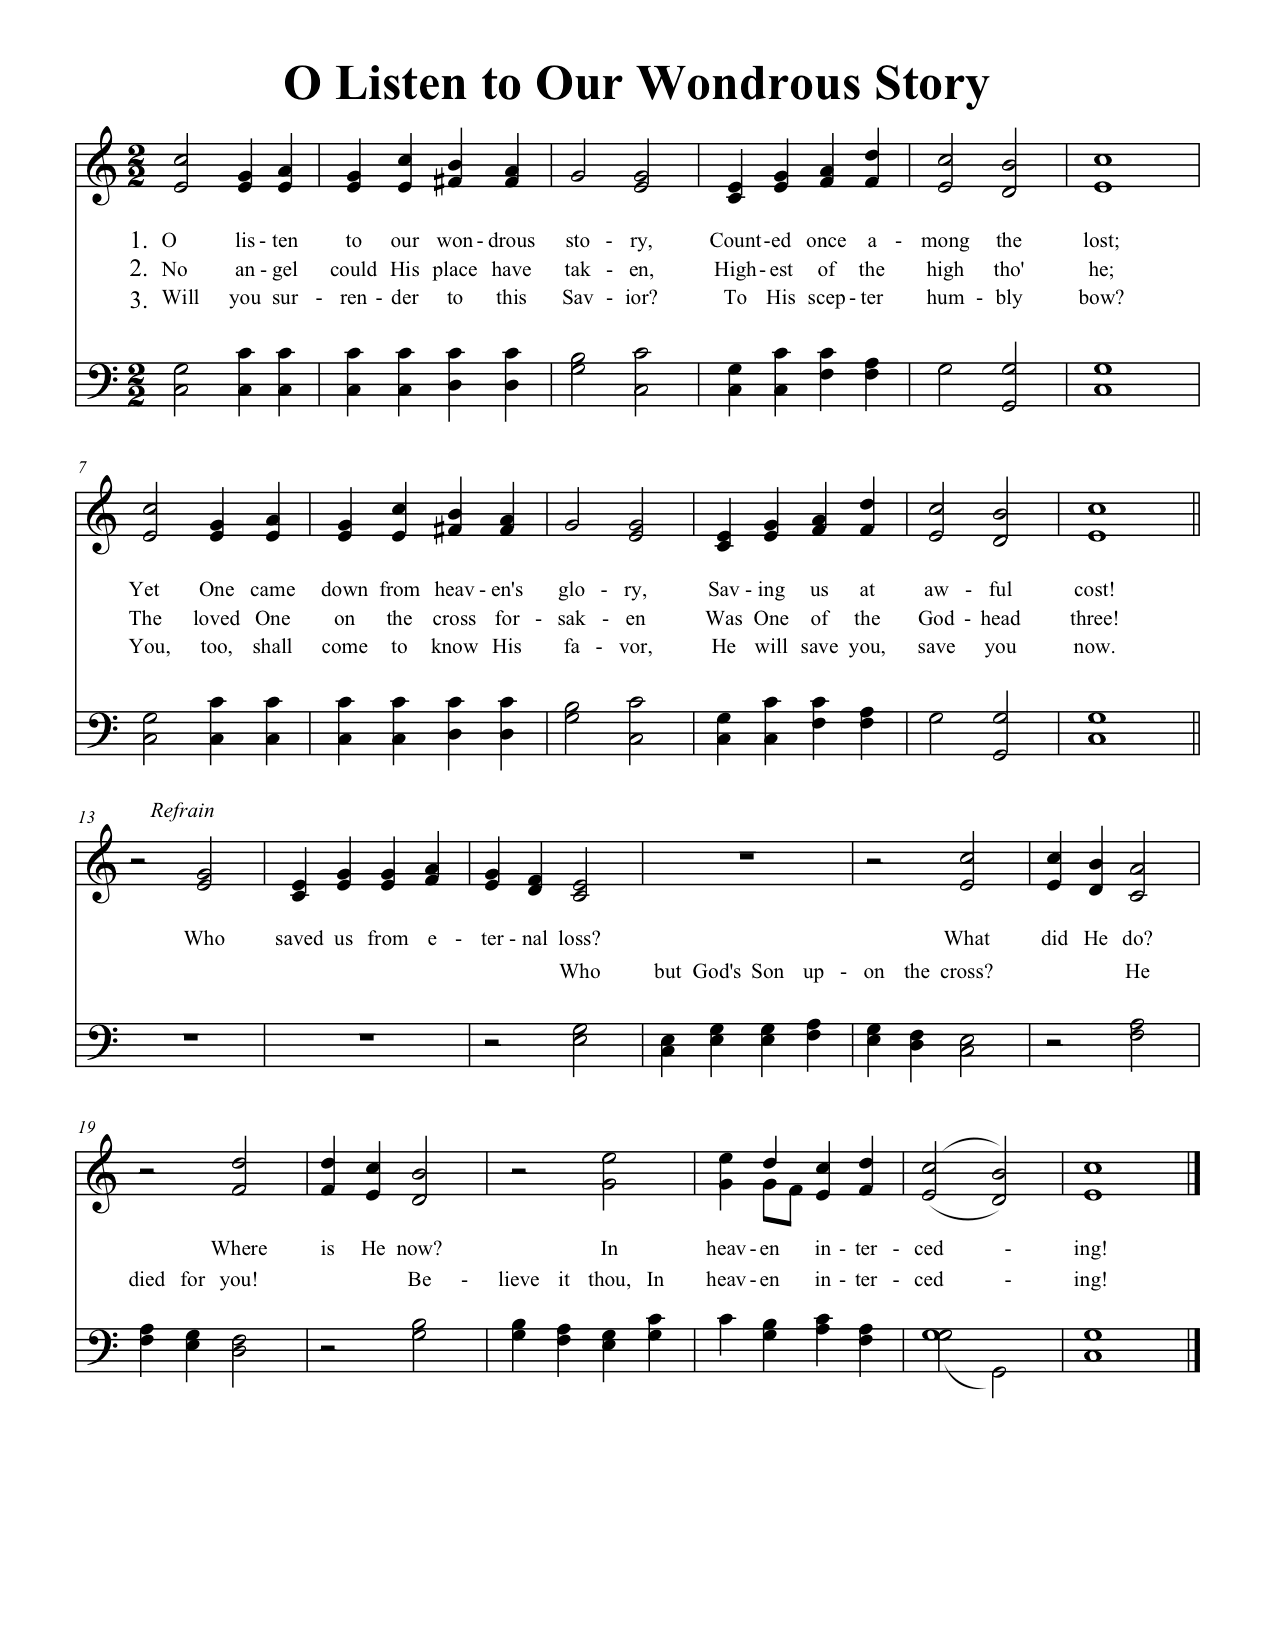 O Listen to Our Wondrous Story
1. O lis - ten to our won - drous sto - ry, Count - ed once a - mong the lost;
2. No an - gel could His place have tak - en, High - est of the high tho' he;
3. Will you sur - ren - der to this Sav - ior? To His scep - ter hum - bly bow?
7
Yet One came down from heav - en's glo - ry, Sav - ing us at aw - ful cost!
The loved One on the cross for - sak - en Was One of the God - head three!
You, too, shall come to know His fa - vor, He will save you, save you now.
13 Refrain
Who saved us from e - ter - nal loss? What did He do?
Who but God's Son up - on the cross? He
19
Where is He now? In heav - en in - ter - ced - ing!
died for you! Be - lieve it thou, In heav - en in - ter - ced - ing!